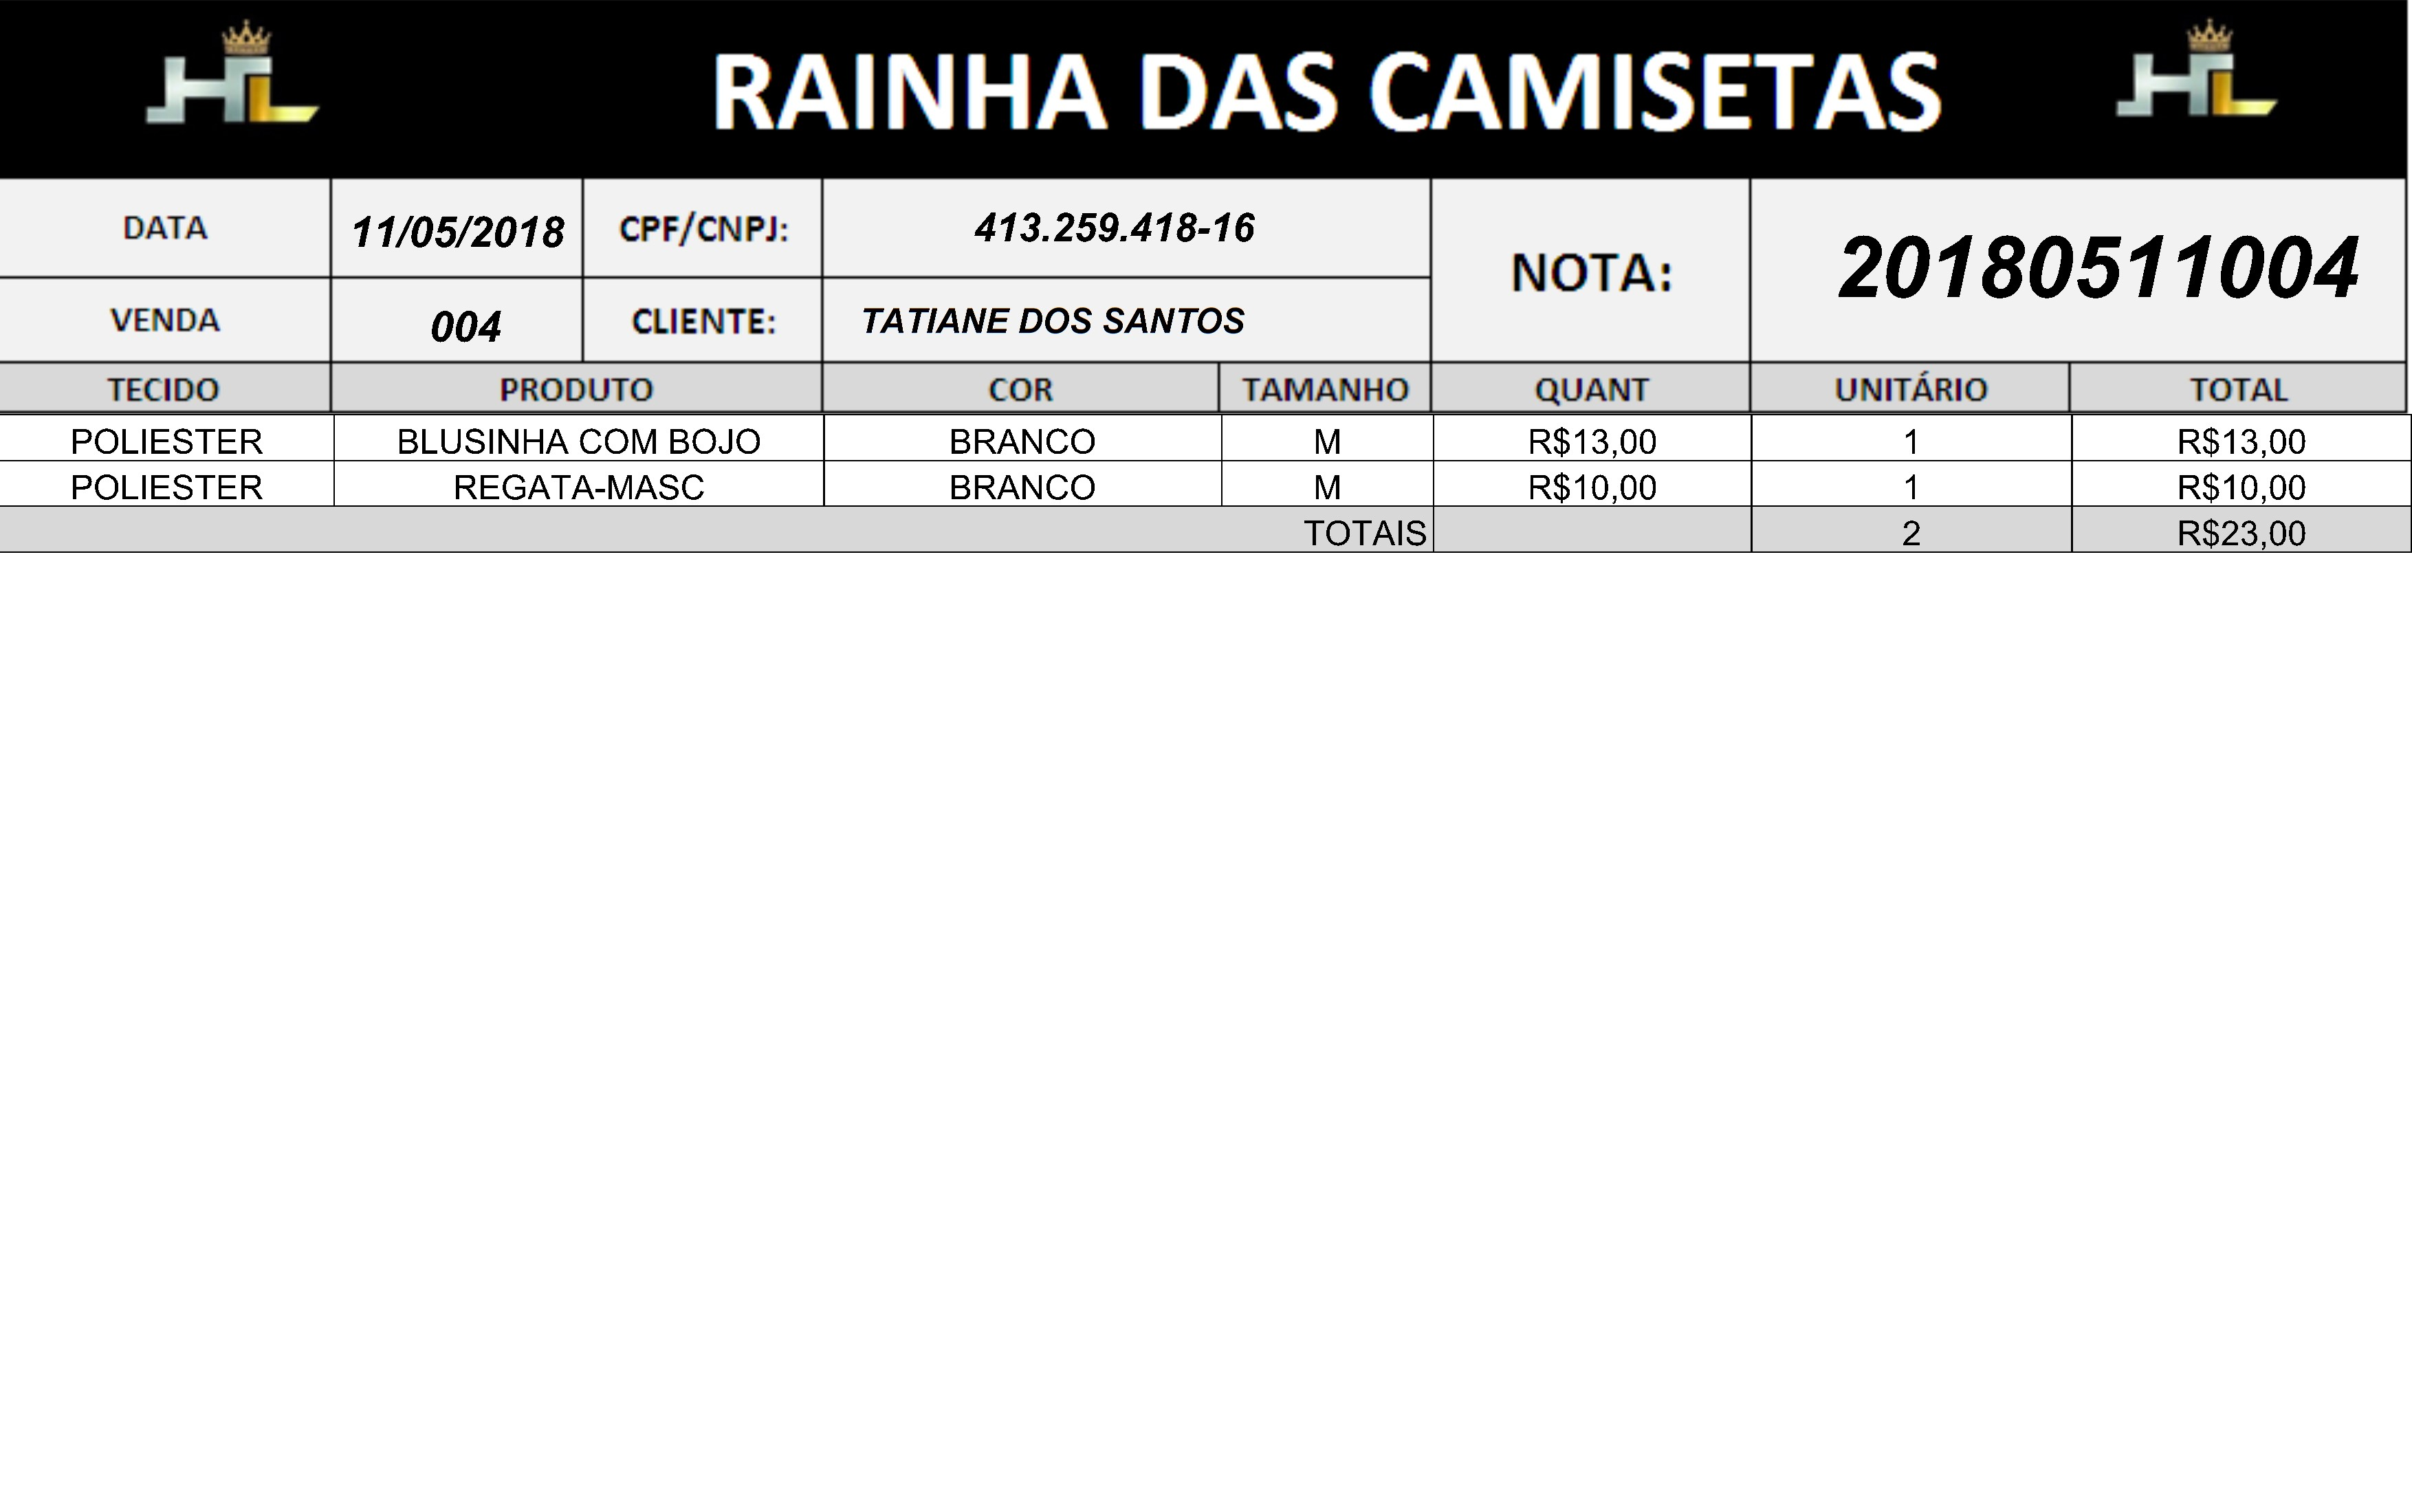 HL RAINHA DAS CAMISETAS HL
DATA 11/05/2018 CPF/CNPJ: 413.259.418-16 NOTA: 20180511004
VENDA 004 CLIENTE: TATIANE DOS SANTOS
TECIDO PRODUTO COR TAMANHO QUANT UNITÁRIO TOTAL
POLIESTER BLUSINHA COM BOJO BRANCO M R$13,00 1 R$13,00
POLIESTER REGATA-MASC BRANCO M R$10,00 1 R$10,00
TOTAIS 2 R$23,00